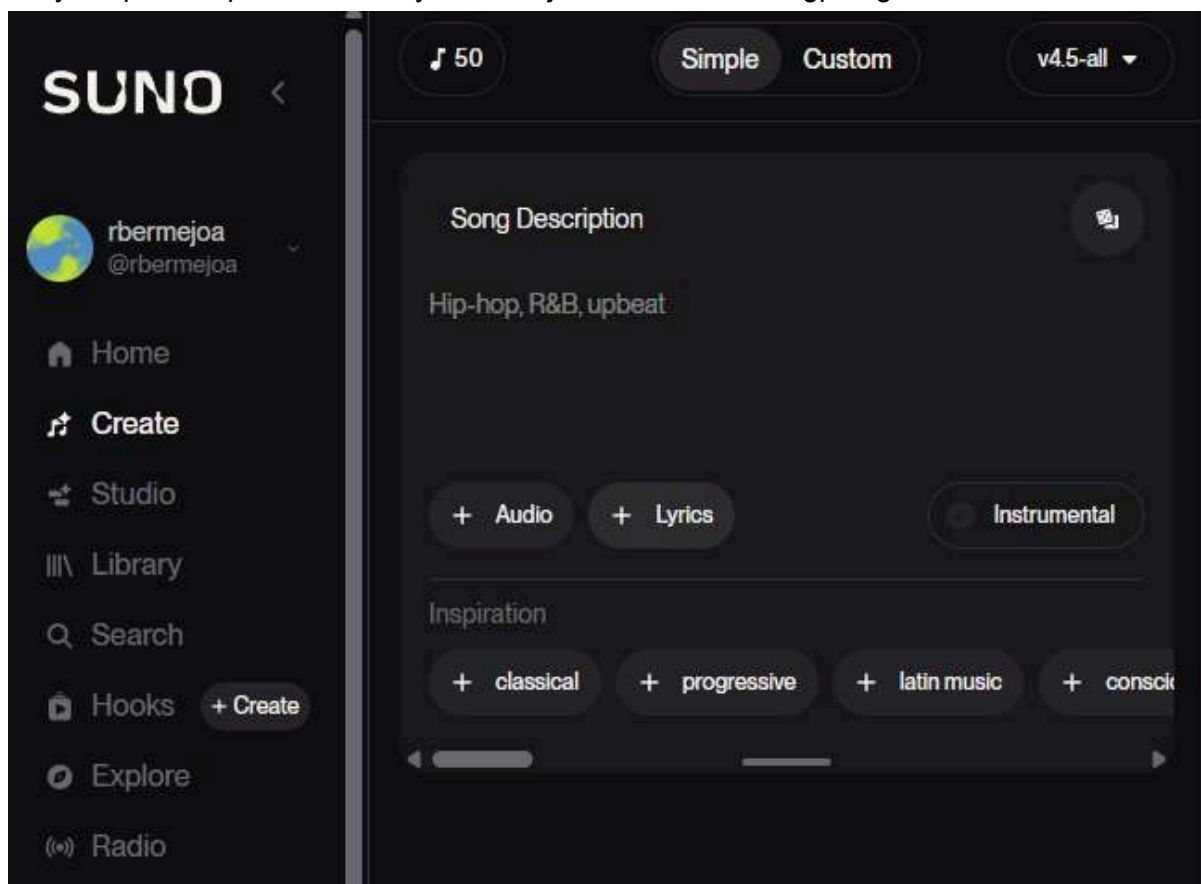 SUNO
rbermejoa
@rbermejoa
Home
Create
Studio
Library
Search
Hooks + Create
Explore
Radio
50
Simple Custom
v4.5-all
Song Description
Hip-hop, R&B, upbeat
+ Audio + Lyrics
Instrumental
Inspiration
+ classical + progressive + latin music + conscio